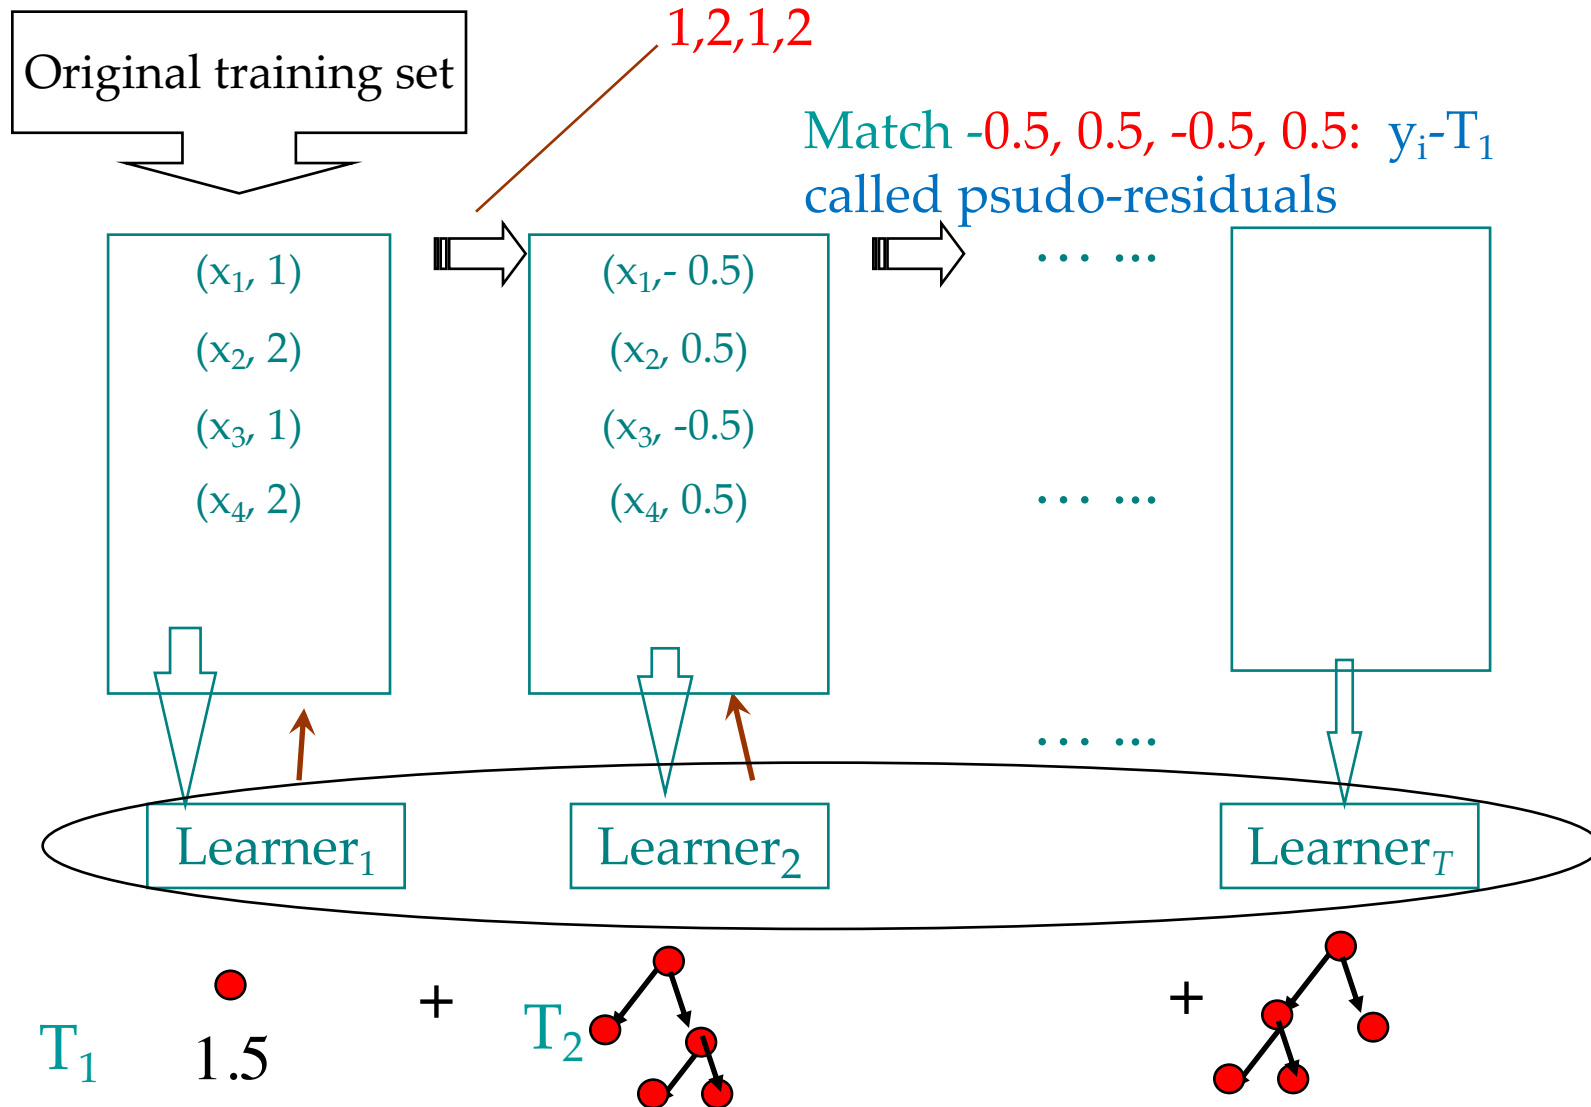 1,2,1,2
Original training set
Match -0.5, 0.5, -0.5, 0.5: yᵢ-T₁
called psudo-residuals
(x₁, 1)
(x₂, 2)
(x₃, 1)
(x₄, 2)
(x₁,- 0.5)
(x₂, 0.5)
(x₃, -0.5)
(x₄, 0.5)
... ...
... ...
... ...
Learner₁
Learner₂
Learner_T
T₁
1.5
+
T₂
+